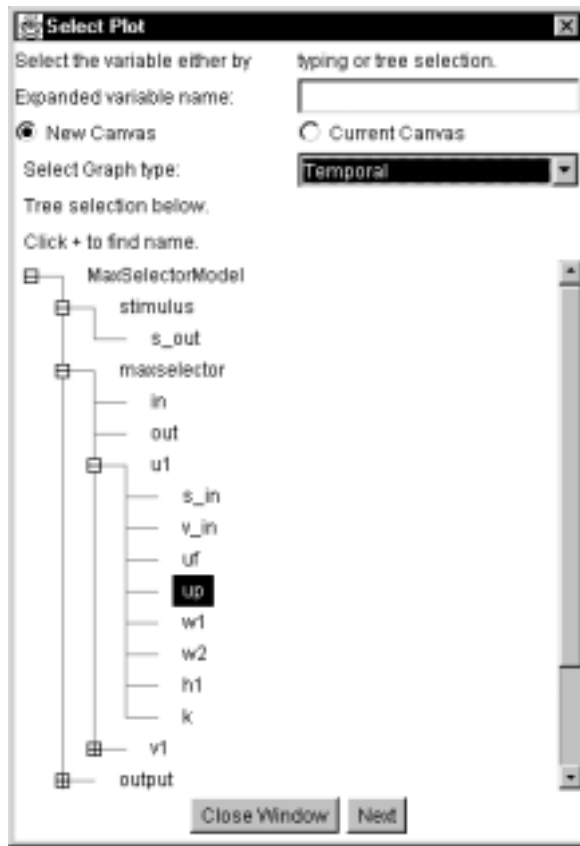 Select Plot
Select the variable either by typing or tree selection.
Expanded variable name:
New Canvas Current Canvas
Select Graph type: Temporal
Tree selection below.
Click + to find name.
MaxSelectorModel
stimulus
s_out
maxselector
in
out
u1
s_in
v_in
uf
up
w1
w2
h1
k
v1
output
Close Window Next